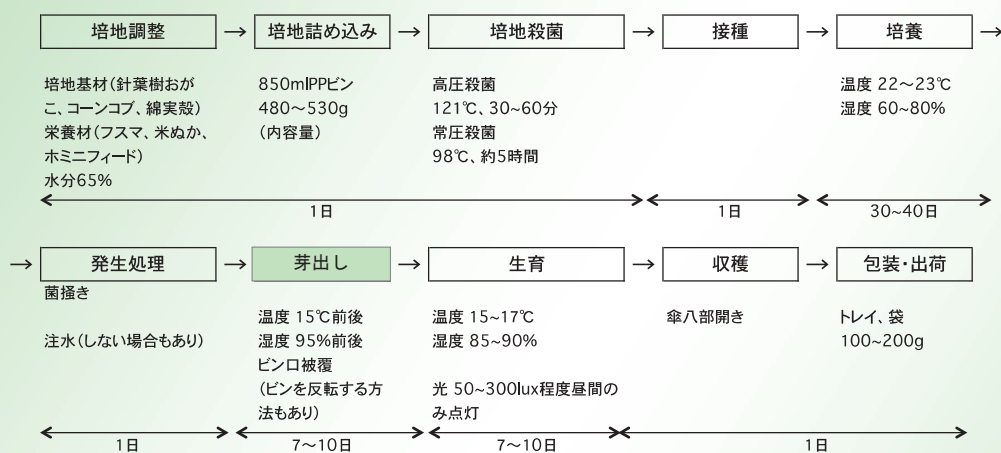 培地調整 → 培地詰め込み → 培地殺菌 → 接種 → 培養 →
培地基材(針葉樹おが
こ、コーンコブ、綿実殻)
栄養材(フスマ、米ぬか、
ホミニフィード)
水分65%
850mlPPビン
480～530g
(内容量)
高圧殺菌
121℃、30～60分
常圧殺菌
98℃、約5時間
温度 22～23℃
湿度 60～80%
1日
1日
30~40日
→ 発生処理 → 芽出し → 生育 → 収穫 → 包装・出荷
菌掻き
注水(しない場合もあり)
温度 15℃前後
湿度 95%前後
ビン口被覆
(ビンを反転する方
法もあり)
温度 15~17℃
湿度 85~90%
光 50~300lux程度昼間の
み点灯
傘八部開き
トレイ、袋
100~200g
1日
7～10日
7～10日
1日